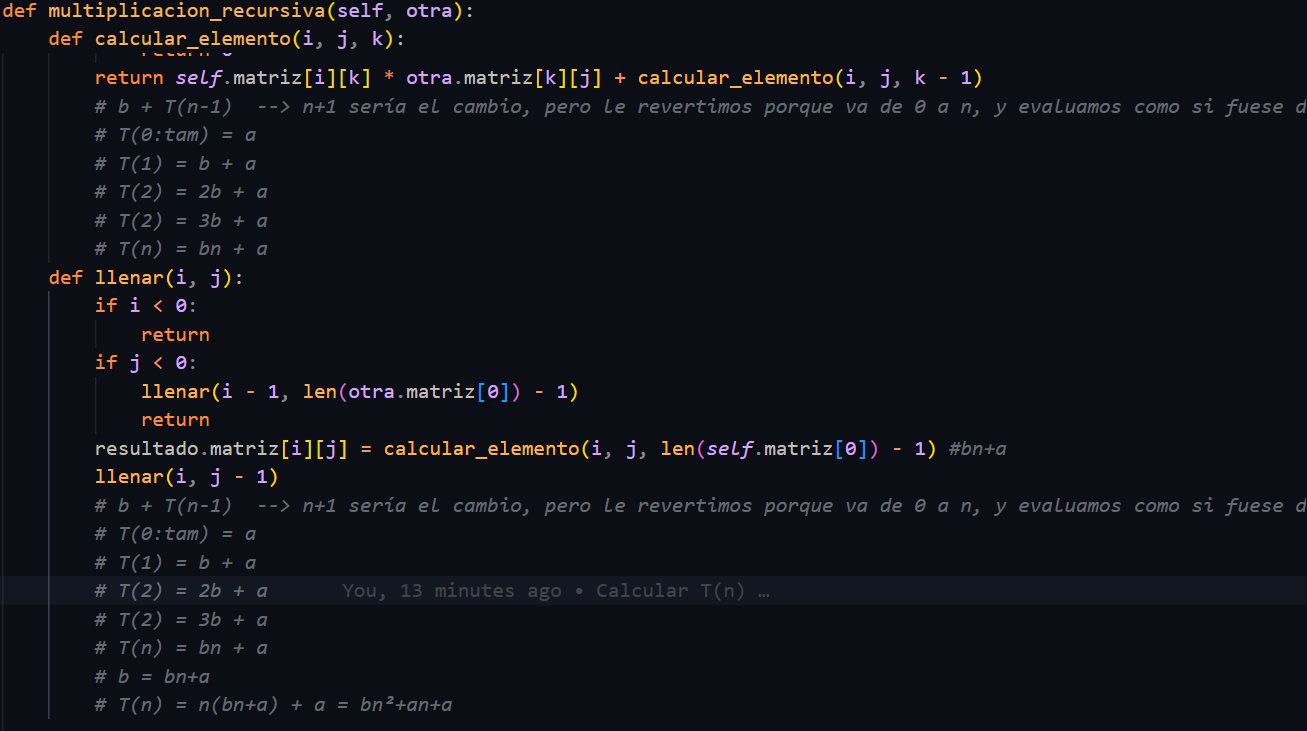 def multiplicacion_recursiva(self, otra):
    def calcular_elemento(i, j, k):
        return self.matriz[i][k] * otra.matriz[k][j] + calcular_elemento(i, j, k - 1)
        # b + T(n-1)  --> n+1 sería el cambio, pero le revertimos porque va de 0 a n, y evaluamos como si fuese d
        # T(0:tam) = a
        # T(1) = b + a
        # T(2) = 2b + a
        # T(2) = 3b + a
        # T(n) = bn + a
    def llenar(i, j):
        if i < 0:
            return
        if j < 0:
            llenar(i - 1, len(otra.matriz[0]) - 1)
            return
        resultado.matriz[i][j] = calcular_elemento(i, j, len(self.matriz[0]) - 1) #bn+a
        llenar(i, j - 1)
        # b + T(n-1)  --> n+1 sería el cambio, pero le revertimos porque va de 0 a n, y evaluamos como si fuese d
        # T(0:tam) = a
        # T(1) = b + a
        # T(2) = 2b + a      You, 13 minutes ago • Calcular T(n) …
        # T(2) = 3b + a
        # T(n) = bn + a
        # b = bn+a
        # T(n) = n(bn+a) + a = bn²+an+a